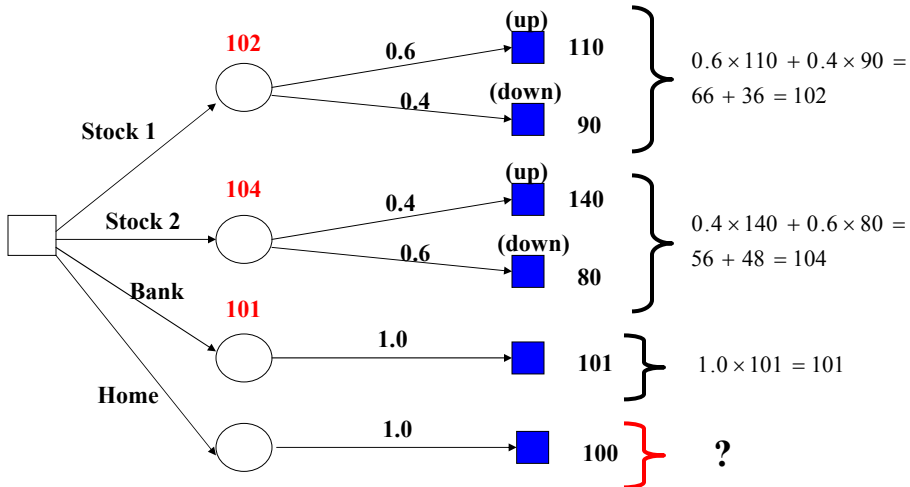 102
(up)
0.6
110
0.6 × 110 + 0.4 × 90 =
66 + 36 = 102
(down)
0.4
90
Stock 1
104
(up)
0.4
140
Stock 2
0.4 × 140 + 0.6 × 80 =
56 + 48 = 104
(down)
0.6
80
Bank
101
1.0
101
1.0 × 101 = 101
Home
1.0
100
?